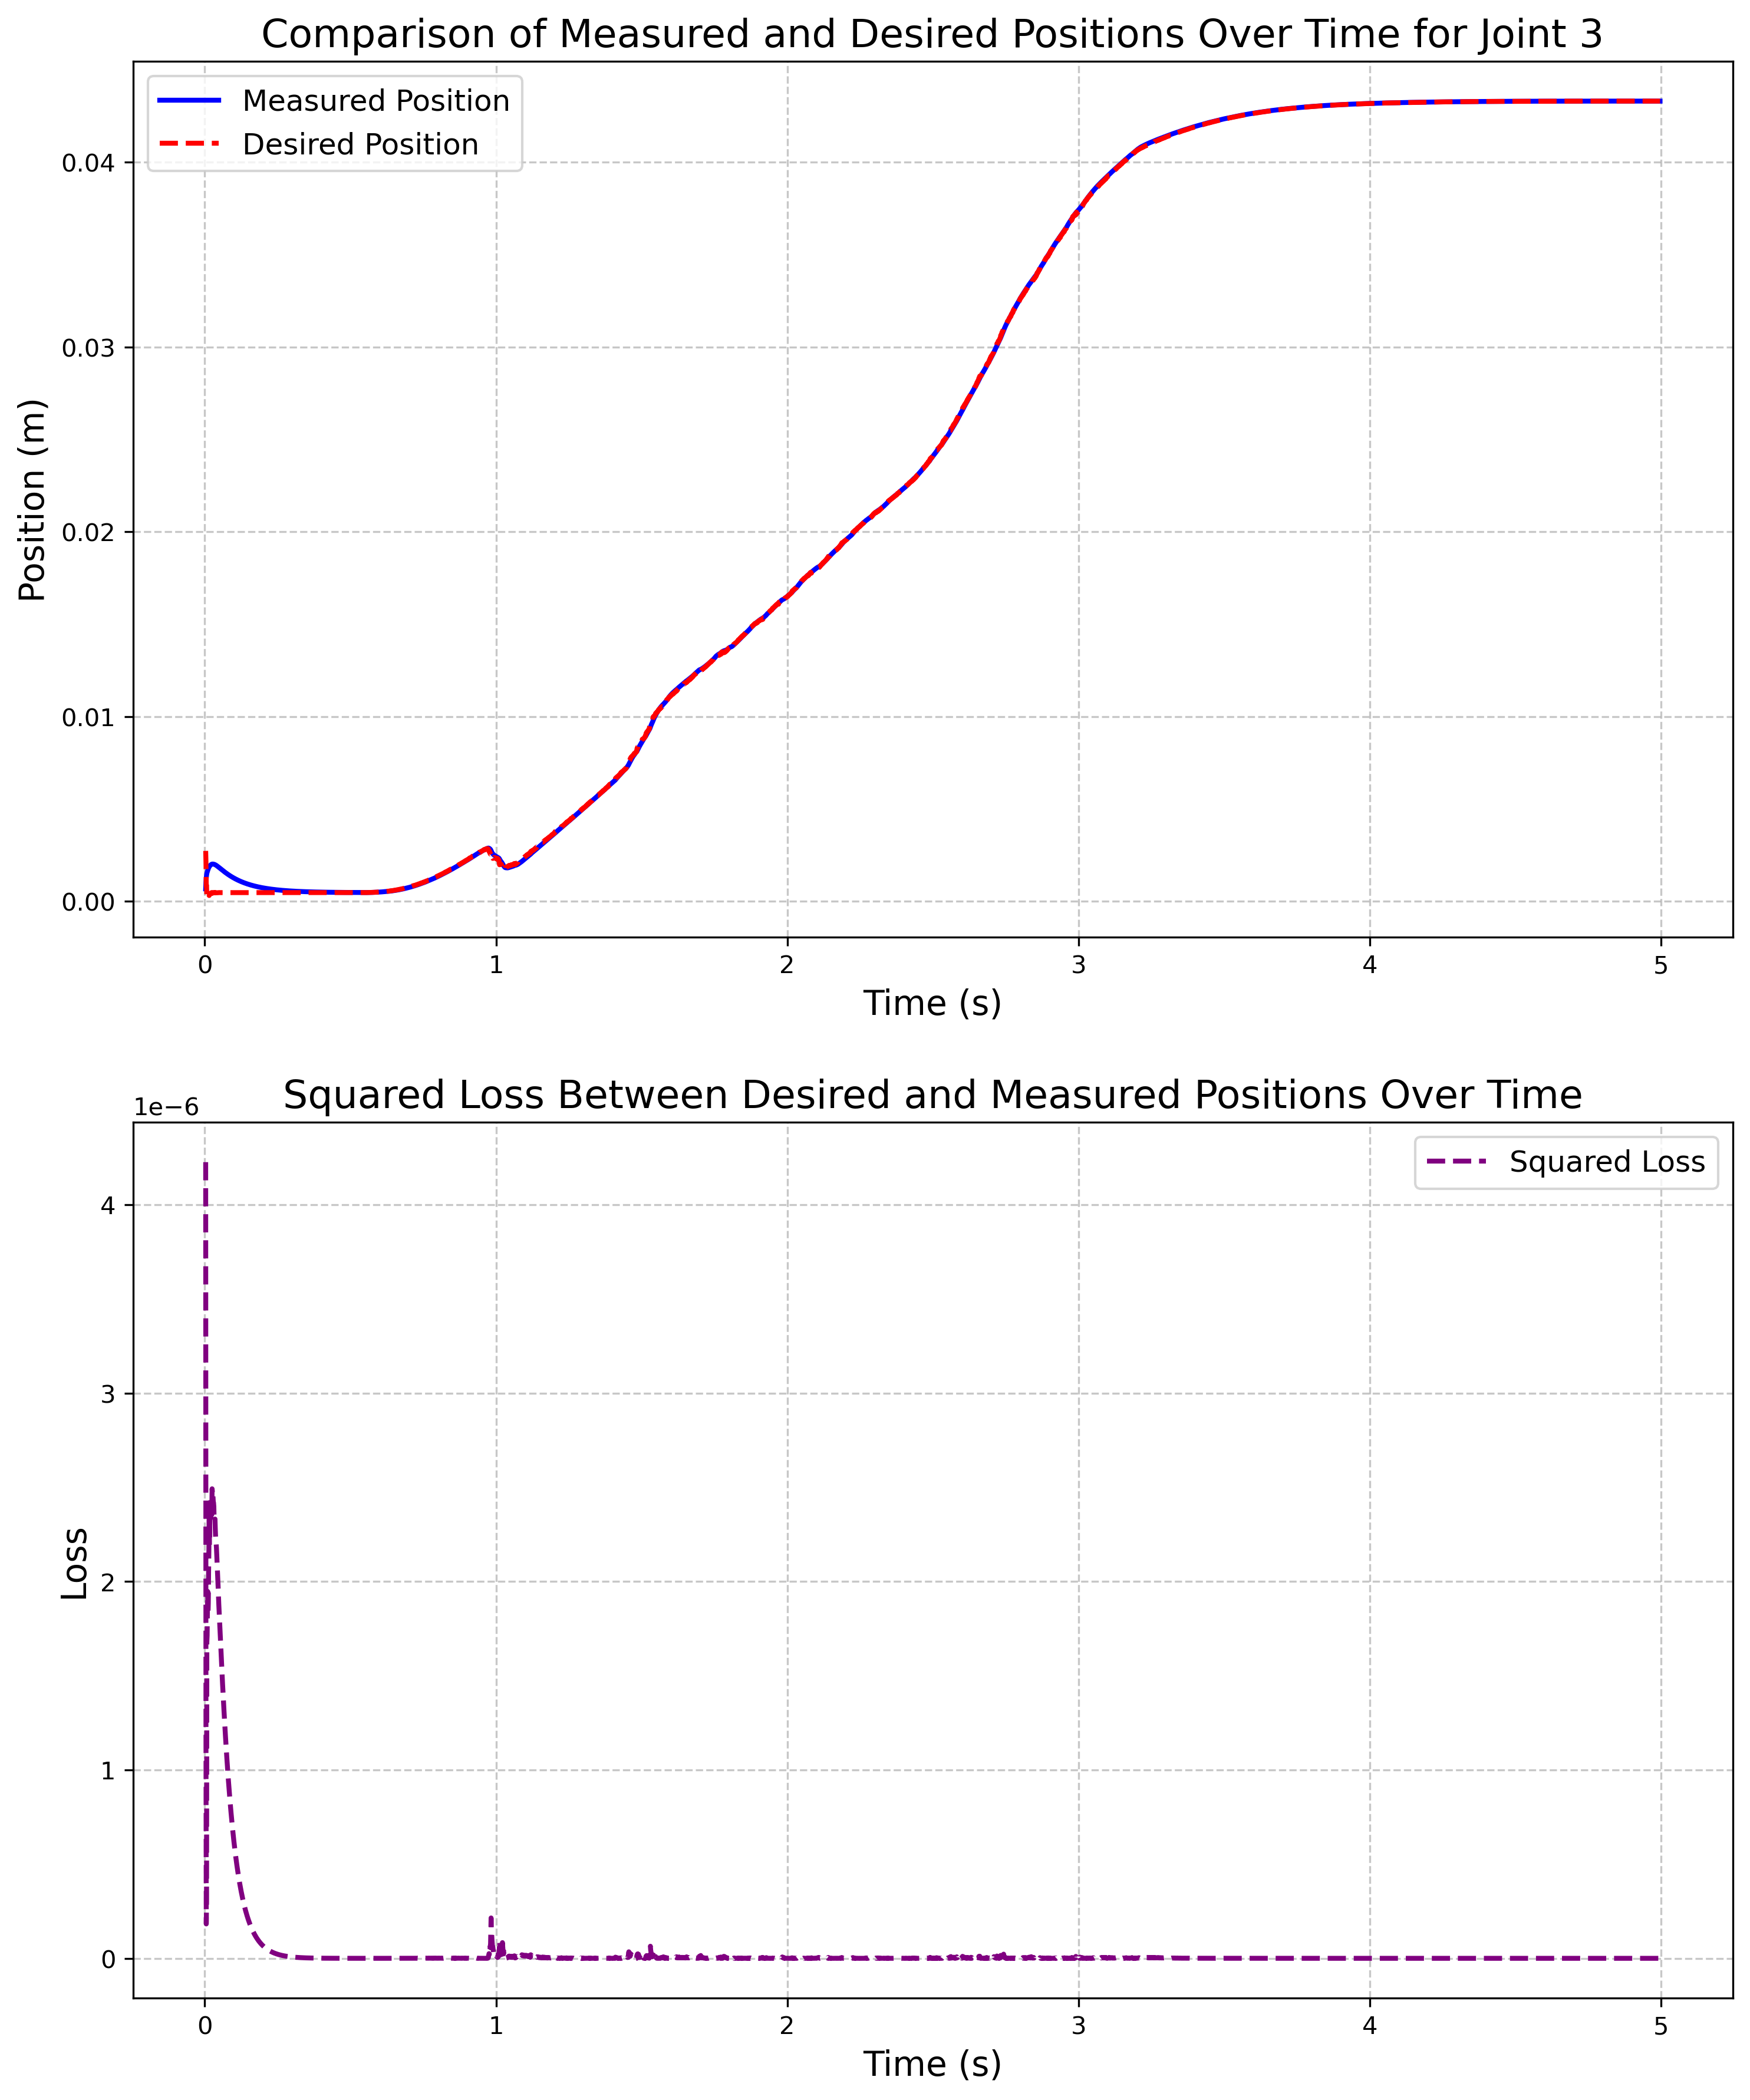 Comparison of Measured and Desired Positions Over Time for Joint 3
Measured Position
Desired Position
Position (m)
0.04
0.03
0.02
0.01
0.00
0 1 2 3 4 5
Time (s)
Squared Loss Between Desired and Measured Positions Over Time
1e−6
Squared Loss
Loss
4
3
2
1
0
0 1 2 3 4 5
Time (s)